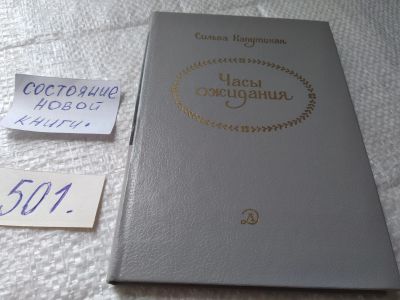 Сильва Капутикян
Часы
ожидания
состояние
новой
книги.
501.